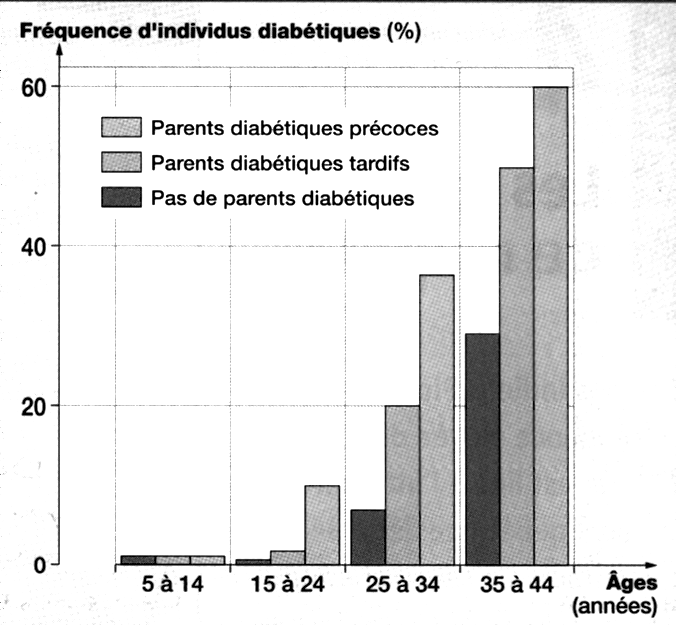 Fréquence d'individus diabétiques (%)
60
Parents diabétiques précoces
Parents diabétiques tardifs
Pas de parents diabétiques
40
20
0
5 à 14
15 à 24
25 à 34
35 à 44
Âges
(années)